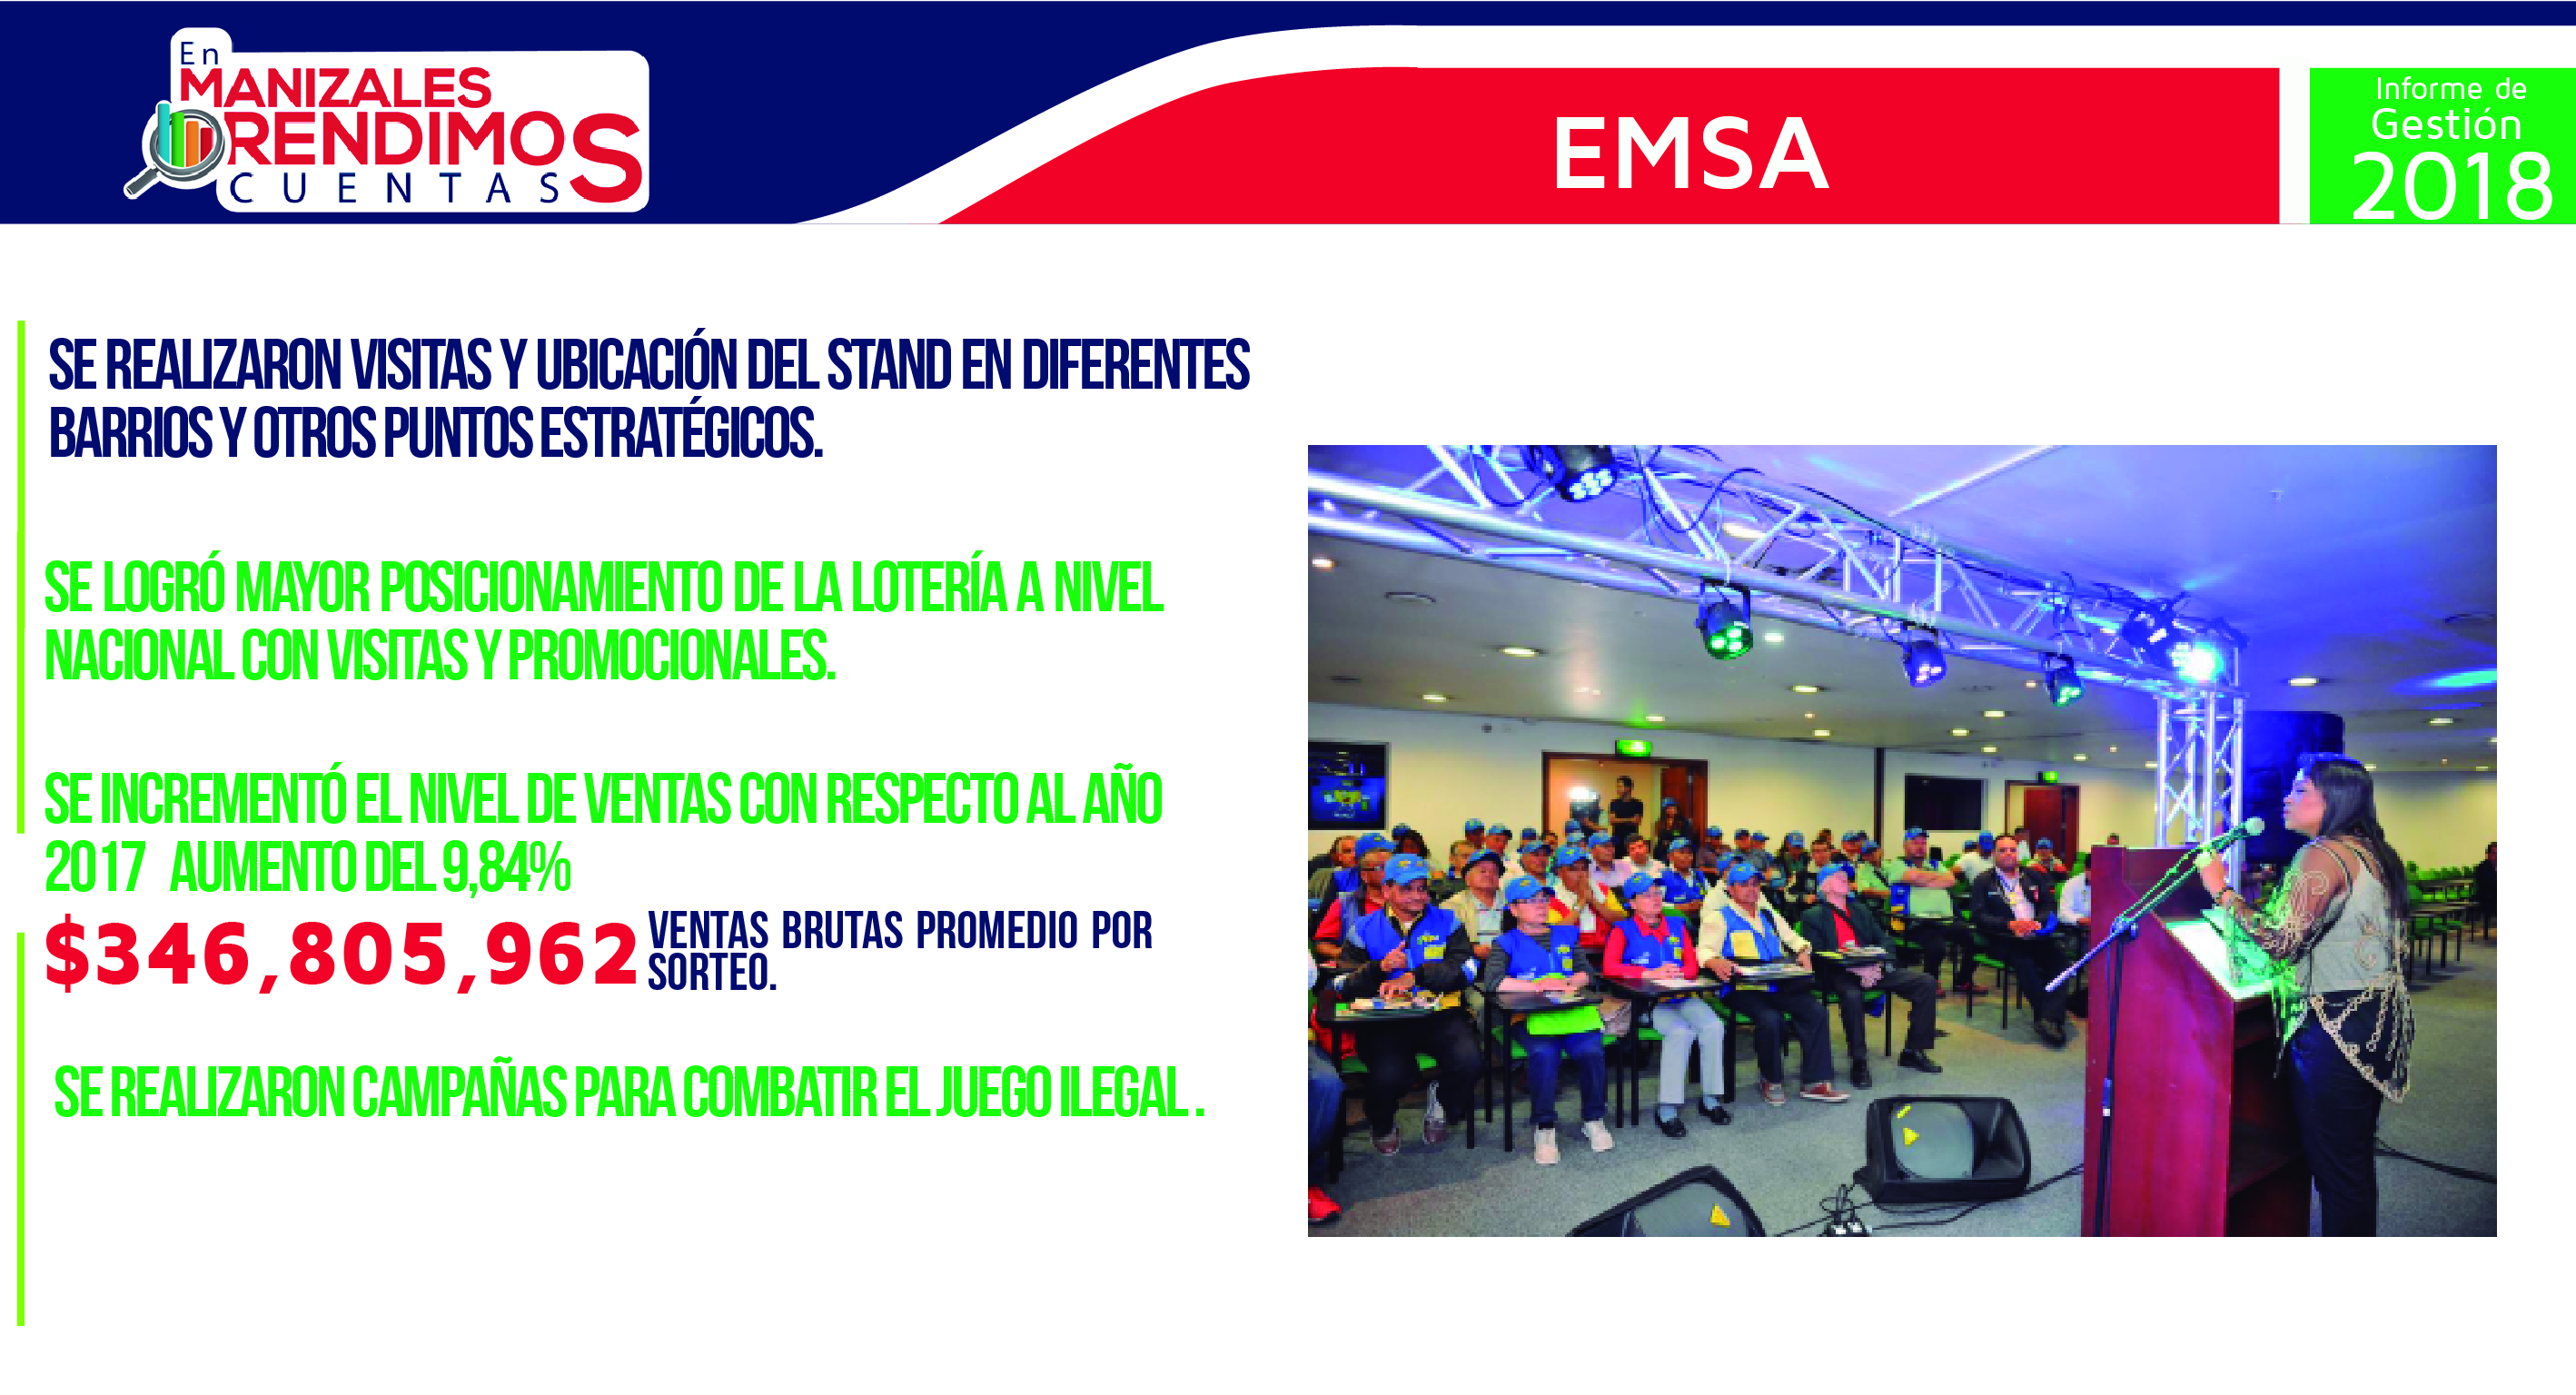 En
MANIZALES
RENDIMOS
CUENTAS
EMSA
Informe de
Gestión
2018
SE REALIZARON VISITAS Y UBICACIÓN DEL STAND EN DIFERENTES
BARRIOS Y OTROS PUNTOS ESTRATÉGICOS.
SE LOGRÓ MAYOR POSICIONAMIENTO DE LA LOTERÍA A NIVEL
NACIONAL CON VISITAS Y PROMOCIONALES.
SE INCREMENTÓ EL NIVEL DE VENTAS CON RESPECTO AL AÑO
2017 AUMENTO DEL 9,84%
$346,805,962 VENTAS BRUTAS PROMEDIO POR
SORTEO.
SE REALIZARON CAMPAÑAS PARA COMBATIR EL JUEGO ILEGAL .